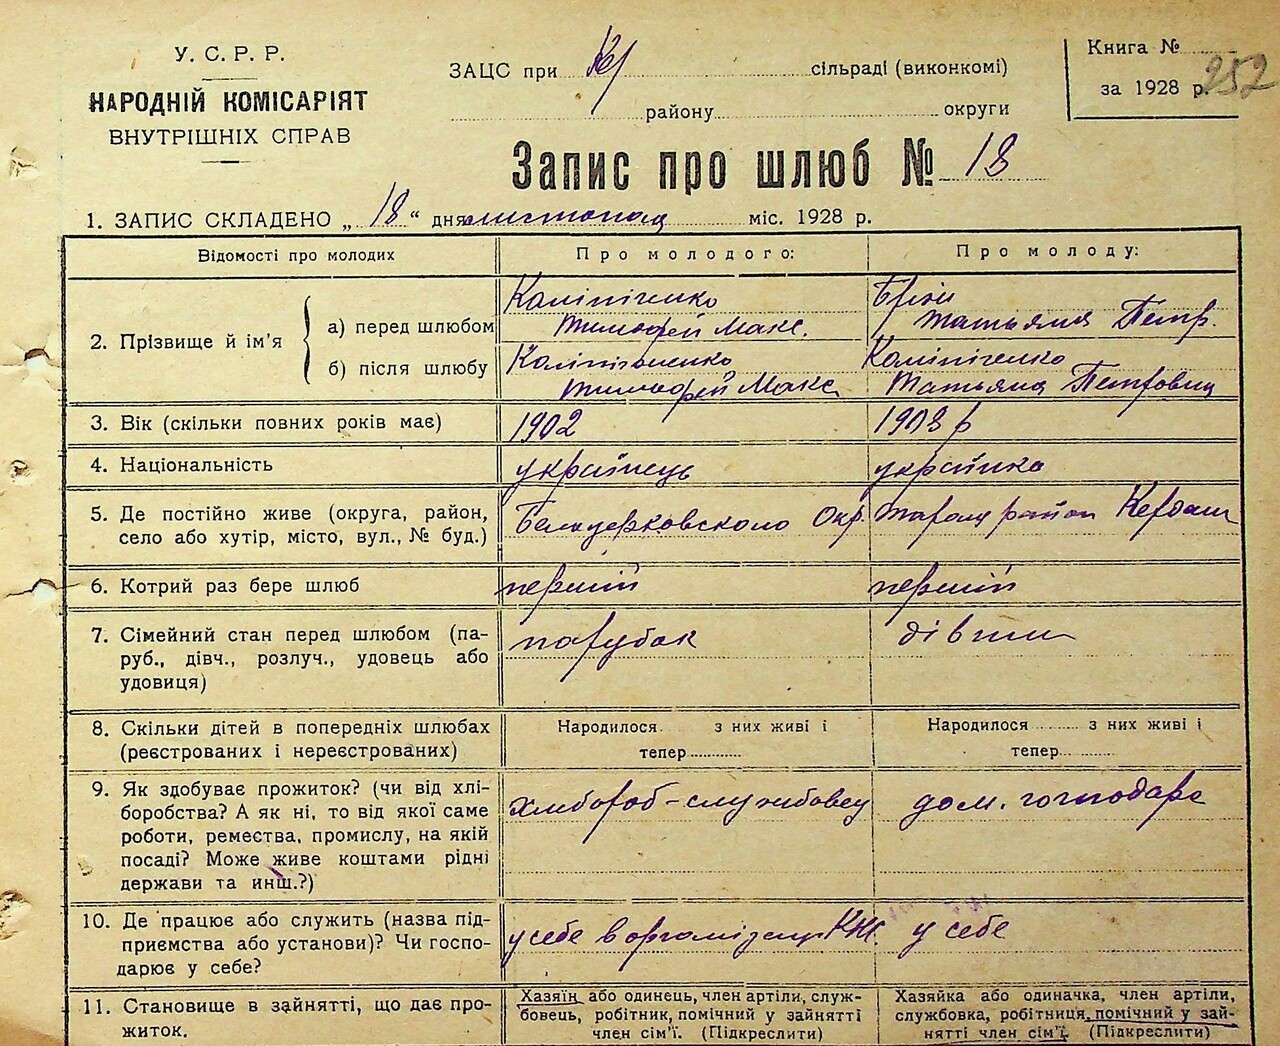 У. С. Р. Р.
НАРОДНІЙ КОМІСАРІЯТ
ВНУТРІШНІХ СПРАВ
ЗАЦС при сільраді (виконкомі)
району округи
Книга №
за 1928 р. 252
Запис про шлюб № 18
1. ЗАПИС СКЛАДЕНО „ 18 “ дня листопад міс. 1928 р.
Відомості про молодих
Про молодого:
Про молоду:
2. Прізвище й ім'я
а) перед шлюбом
Тимофей Макс.
Татьяна Петр.
б) після шлюбу
Тимофей Макс
Татьяна Петровна
3. Вік (скільки повних років має)
1902
1908 р
4. Національність
українець
українка
5. Де постійно живе (округа, район,
село або хутір, місто, вул., № буд.)
Белоцерковского Окр.
район
6. Котрий раз бере шлюб
перший
перший
7. Сімейний стан перед шлюбом (па-
руб., дівч., розлуч., удовець або
удовиця)
парубок
8. Скільки дітей в попередніх шлюбах
(реєстрованих і нереєстрованих)
Народилося з них живі і
тепер
Народилося з них живі і
тепер
9. Як здобуває прожиток? (чи від хлі-
боробства? А як ні, то від якої саме
роботи, ремества, промислу, на якій
посаді? Може живе коштами рідні
держави та инш.?)
хлібороб-службовец
дом. господарс
10. Де працює або служить (назва під-
приємства або установи)? Чи госпо-
дарює у себе?
у себе в
у себе
11. Становище в зайнятті, що дає про-
житок.
Хазяїн або одинець, член артілі, служ-
бовець, робітник, помічний у зайнятті
член сім'ї. (Підкреслити)
Хазяйка або одиначка, член артіли,
службовка, робітниця, помічний у зай-
нятті член сім'ї. (Підкреслити)